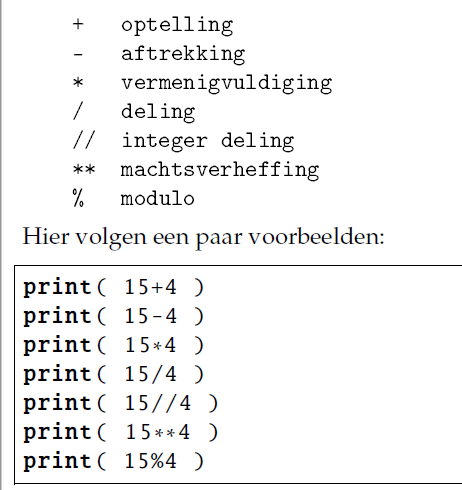 + optelling
- aftrekking
* vermenigvuldiging
/ deling
// integer deling
** machtsverheffing
% modulo
Hier volgen een paar voorbeelden:
print( 15+4 )
print( 15-4 )
print( 15*4 )
print( 15/4 )
print( 15//4 )
print( 15**4 )
print( 15%4 )